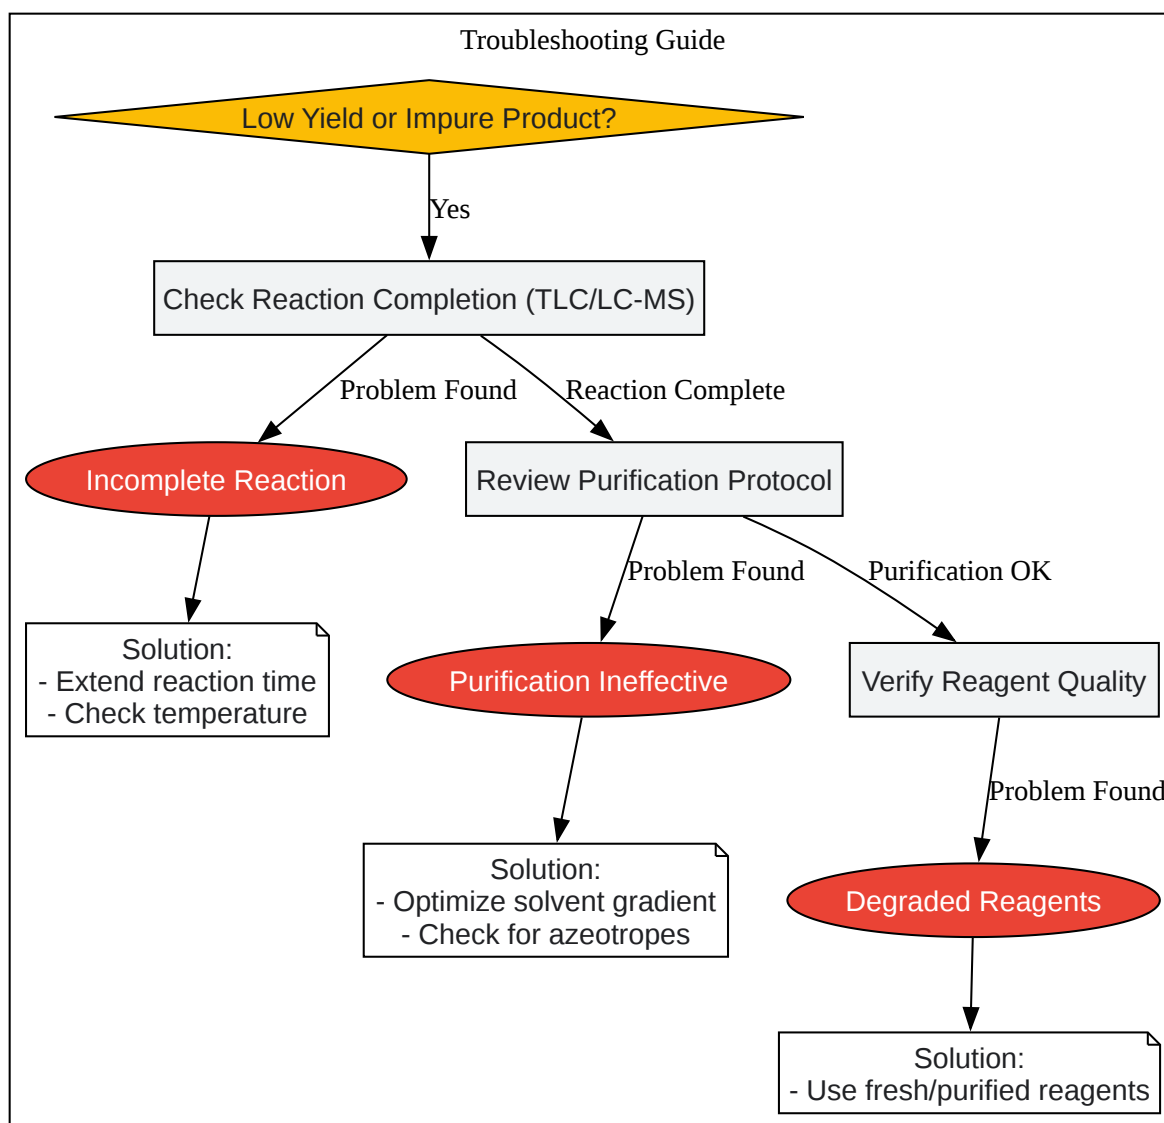 Troubleshooting Guide
Low Yield or Impure Product?
Yes
Check Reaction Completion (TLC/LC-MS)
Problem Found
Reaction Complete
Incomplete Reaction
Review Purification Protocol
Problem Found
Purification OK
Solution:
- Extend reaction time
- Check temperature
Purification Ineffective
Verify Reagent Quality
Problem Found
Solution:
- Optimize solvent gradient
- Check for azeotropes
Degraded Reagents
Solution:
- Use fresh/purified reagents